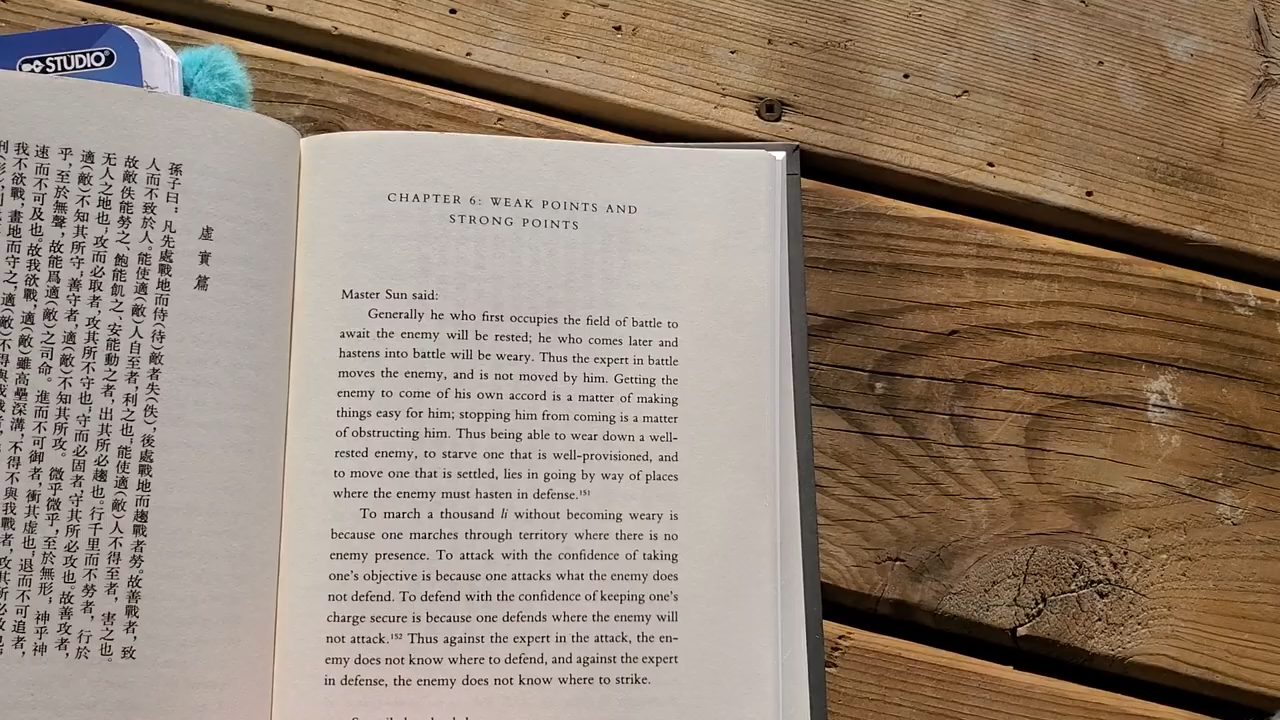 STUDIO®
虛實篇
孫子曰：凡先處戰地而侍(待)敵者失(佚)，後處戰地而趨戰者勞。故善戰者，致
人而不致於人。能使適(敵)人自至者，利之也；能使適(敵)人不得至者，害之也。
故敵佚能勞之、飽能飢之、安能動之者，出其所必趨也。行千里而不勞者，行於
无人之地也；攻而必取者，攻其所不守也；守而必固者，守其所必攻也。故善攻者，
適(敵)不知其所守；善守者，適(敵)不知其所攻。微乎微乎，至於無形；神乎神
乎，至於無聲，故能爲適(敵)之司命。進而不可御者，衝其虛也；退而不可追者，
速而不可及也。故我欲戰，適(敵)雖高壘深溝，不得不與我戰者，攻其所必救也；
我不欲戰，畫地而守之，適(敵)不得與我戰者
CHAPTER 6: WEAK POINTS AND
STRONG POINTS
Master Sun said:
Generally he who first occupies the field of battle to
await the enemy will be rested; he who comes later and
hastens into battle will be weary. Thus the expert in battle
moves the enemy, and is not moved by him. Getting the
enemy to come of his own accord is a matter of making
things easy for him; stopping him from coming is a matter
of obstructing him. Thus being able to wear down a well-
rested enemy, to starve one that is well-provisioned, and
to move one that is settled, lies in going by way of places
where the enemy must hasten in defense.151
To march a thousand li without becoming weary is
because one marches through territory where there is no
enemy presence. To attack with the confidence of taking
one's objective is because one attacks what the enemy does
not defend. To defend with the confidence of keeping one's
charge secure is because one defends where the enemy will
not attack.152 Thus against the expert in the attack, the en-
emy does not know where to defend, and against the expert
in defense, the enemy does not know where to strike.